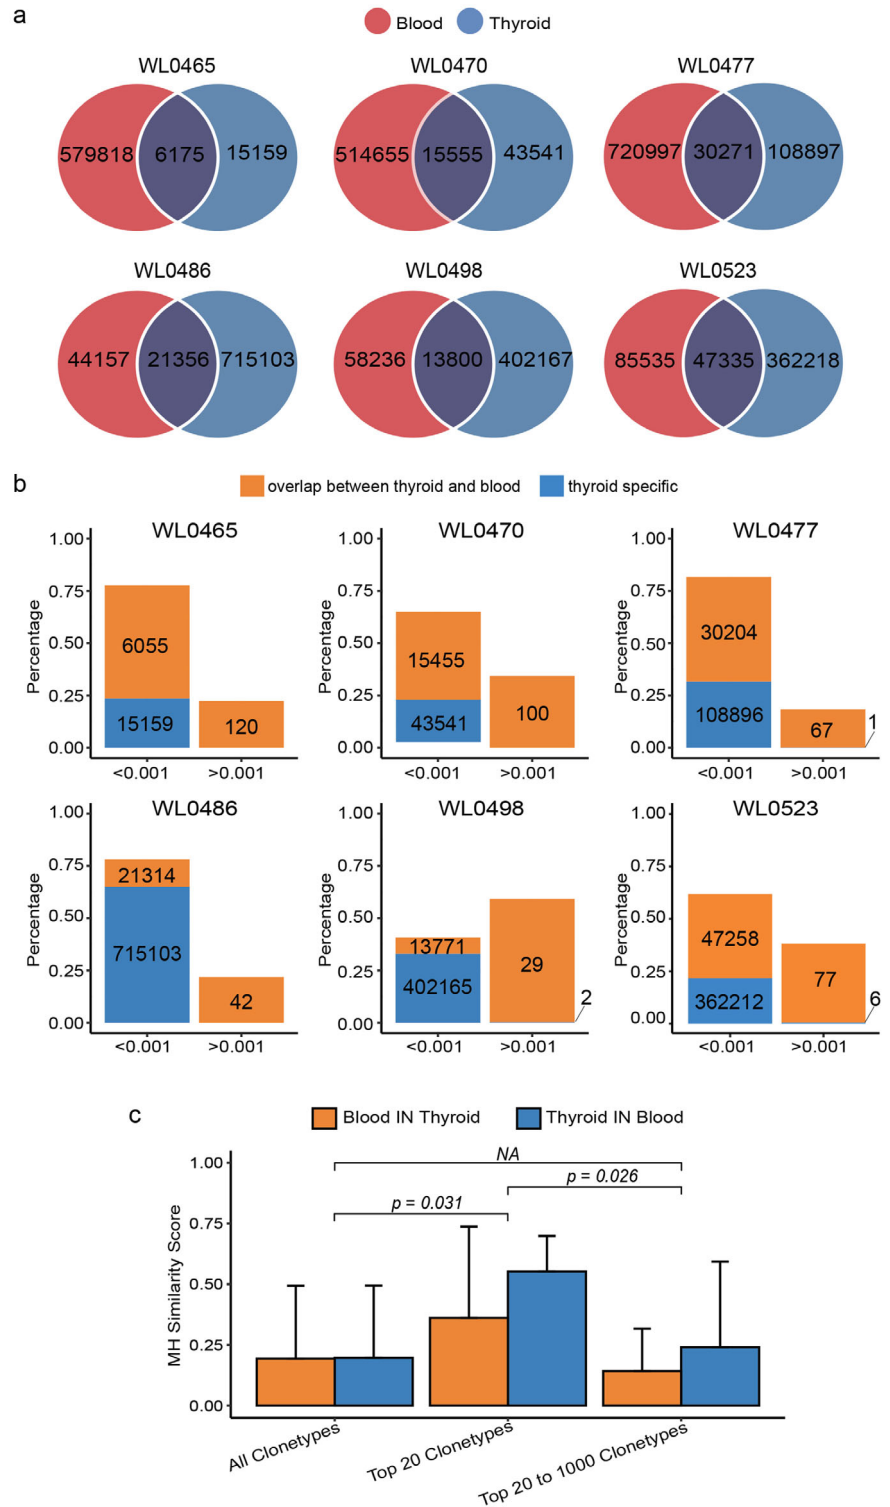 a
Blood Thyroid
WL0465 WL0470 WL0477
579818 6175 15159 514655 15555 43541 720997 30271 108897
WL0486 WL0498 WL0523
44157 21356 715103 58236 13800 402167 85535 47335 362218
b
overlap between thyroid and blood thyroid specific
WL0465
Percentage
1.00
0.75
0.50
0.25
0.00
6055
15159
120
<0.001 >0.001
WL0470
Percentage
1.00
0.75
0.50
0.25
0.00
15455
43541
100
<0.001 >0.001
WL0477
Percentage
1.00
0.75
0.50
0.25
0.00
30204
108896
67
1
<0.001 >0.001
WL0486
Percentage
1.00
0.75
0.50
0.25
0.00
21314
715103
42
<0.001 >0.001
WL0498
Percentage
1.00
0.75
0.50
0.25
0.00
13771
402165
29
2
<0.001 >0.001
WL0523
Percentage
1.00
0.75
0.50
0.25
0.00
47258
362212
77
6
<0.001 >0.001
c
Blood IN Thyroid Thyroid IN Blood
MH Similarity Score
1.00
0.75
0.50
0.25
0.00
NA
p = 0.026
p = 0.031
All Clonetypes
Top 20 Clonetypes
Top 20 to 1000 Clonetypes